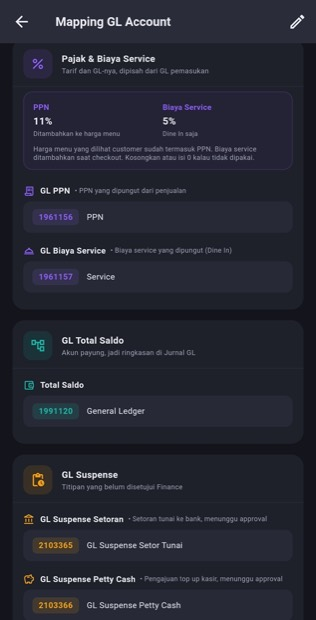 Mapping GL Account
Pajak & Biaya Service
Tarif dan GL-nya, dipisah dari GL pemasukan
PPN
Biaya Service
11%
5%
Ditambahkan ke harga menu
Dine in saja
Harga menu yang dilihat customer sudah termasuk PPN. Biaya service
ditambahkan saat checkout. Kosongkan atau isi 0 kalau tidak dipakai.
GL PPN • PPN yang dipungut dari penjualan
1961156 PPN
GL Biaya Service • Biaya service yang dipungut (Dine In)
1961157 Service
GL Total Saldo
Akun payung, jadi ringkasan di Jurnal GL
Total Saldo
1991120 General Ledger
GL Suspense
Titipan yang belum disetujui Finance
GL Suspense Setoran • Setoran tunai ke bank, menunggu approval
2103365 GL Suspense Setor Tunai
GL Suspense Petty Cash • Pengajuan top up kasir, menunggu approval
2103366 GL Suspense Petty Cash